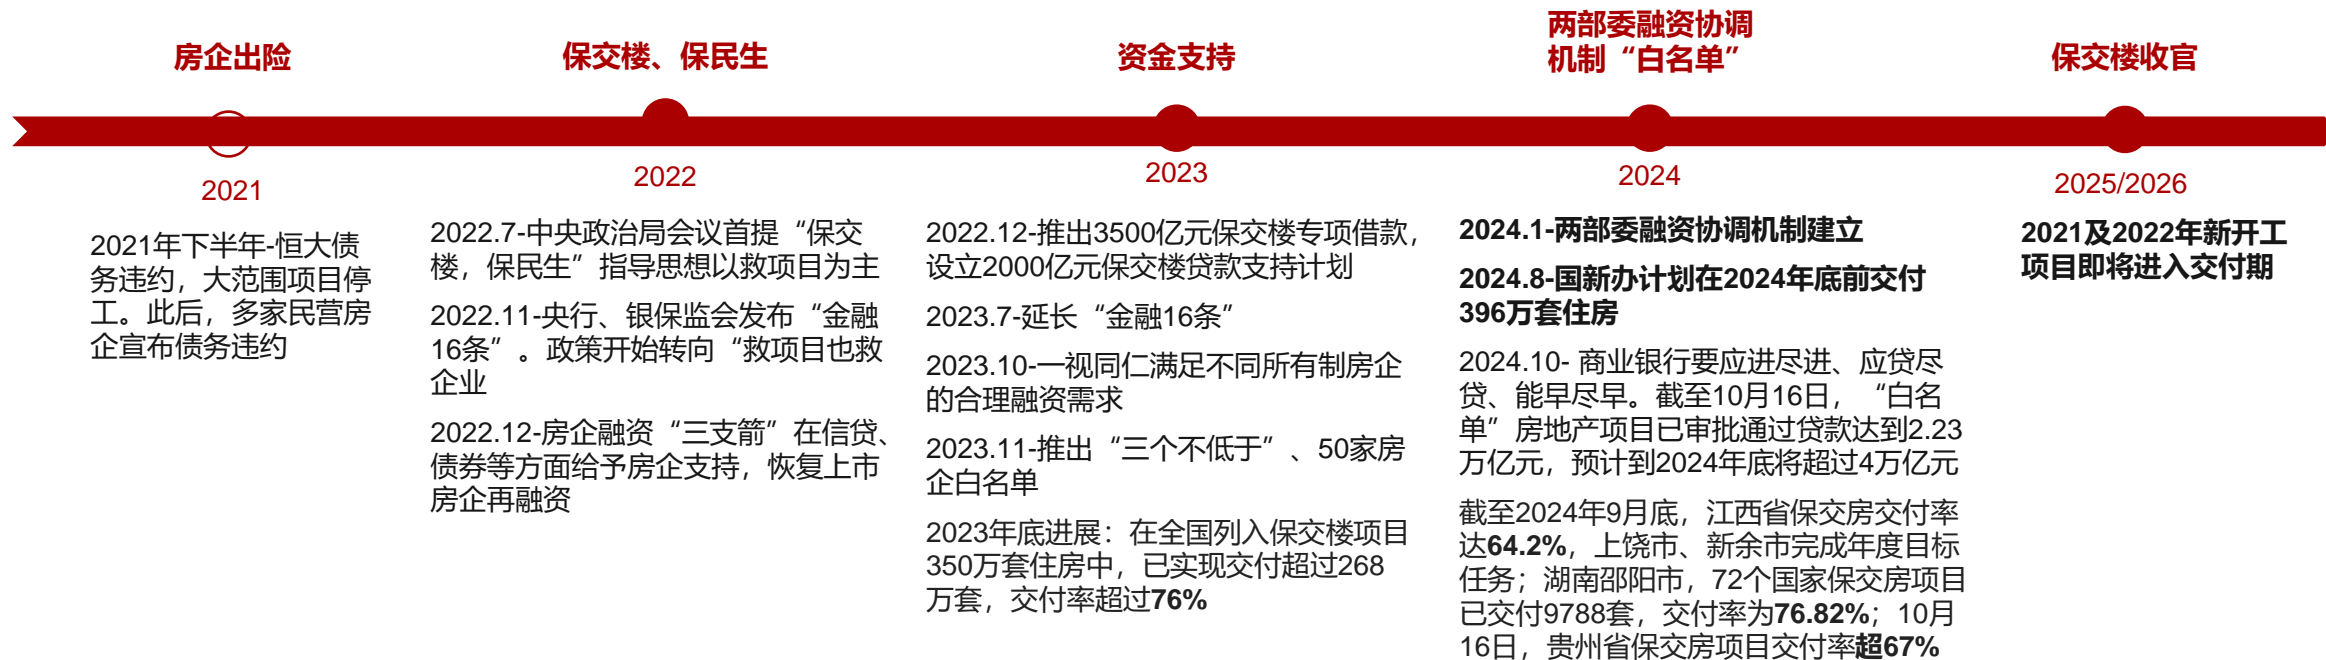 房企出险
2021
2021年下半年-恒大债
务违约，大范围项目停
工。此后，多家民营房
企宣布债务违约
保交楼、保民生
2022
2022.7-中央政治局会议首提“保交
楼，保民生”指导思想以救项目为主
2022.11-央行、银保监会发布“金融
16条”。政策开始转向“救项目也救
企业
2022.12-房企融资“三支箭”在信贷、
债券等方面给予房企支持，恢复上市
房企再融资
资金支持
2023
2022.12-推出3500亿元保交楼专项借款，
设立2000亿元保交楼贷款支持计划
2023.7-延长“金融16条”
2023.10-一视同仁满足不同所有制房企
的合理融资需求
2023.11-推出“三个不低于”、50家房
企白名单
2023年底进展：在全国列入保交楼项目
350万套住房中，已实现交付超过268
万套，交付率超过76%
两部委融资协调
机制“白名单”
2024
2024.1-两部委融资协调机制建立
2024.8-国新办计划在2024年底前交付
396万套住房
2024.10- 商业银行要应进尽进、应贷尽
贷、能早尽早。截至10月16日，“白名
单”房地产项目已审批通过贷款达到2.23
万亿元，预计到2024年底将超过4万亿元
截至2024年9月底，江西省保交房交付率
达64.2%，上饶市、新余市完成年度目标
任务；湖南邵阳市，72个国家保交房项目
已交付9788套，交付率为76.82%；10月
16日，贵州省保交房项目交付率超67%
保交楼收官
2025/2026
2021及2022年新开工
项目即将进入交付期